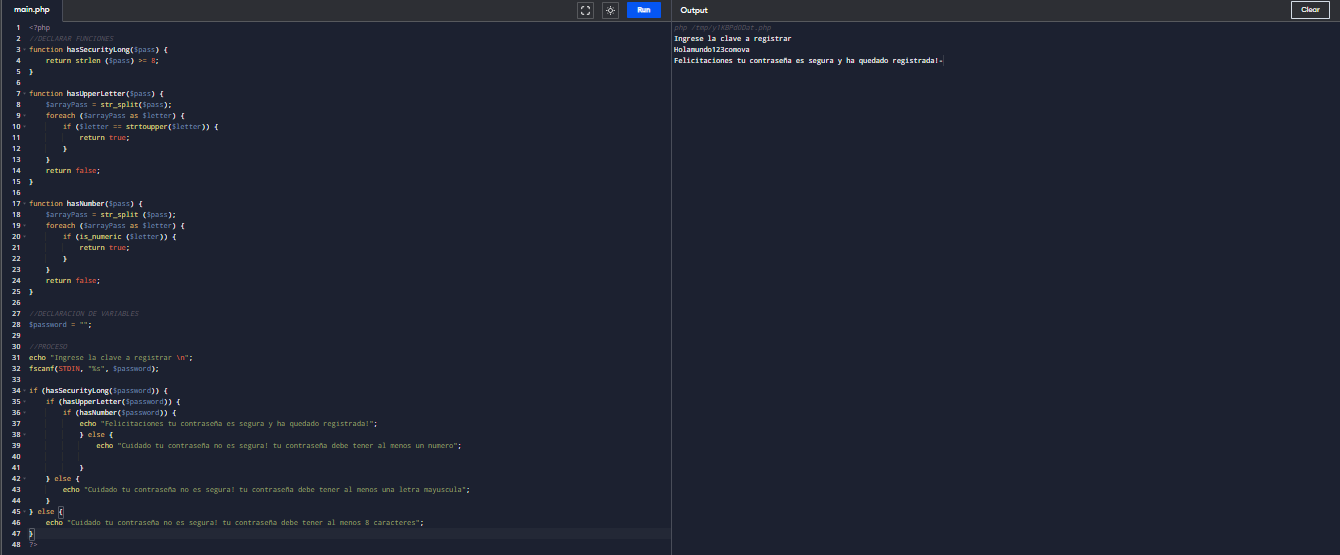 main.php
Run
Output
Clear
1 <?php
2 //DECLARAR FUNCIONES
3 function hasSecurityLong($pass) {
4 return strlen ($pass) >= 8;
5 }
6
7 function hasUpperLetter($pass) {
8 $arrayPass = str_split($pass);
9 foreach ($arrayPass as $letter) {
10 if ($letter == strtoupper($letter)) {
11 return true;
12 }
13 }
14 return false;
15 }
16
17 function hasNumber($pass) {
18 $arrayPass = str_split ($pass);
19 foreach ($arrayPass as $letter) {
20 if (is_numeric ($letter)) {
21 return true;
22 }
23 }
24 return false;
25 }
26
27 //DECLARACION DE VARIABLES
28 $password = "";
29
30 //PROCESO
31 echo "Ingrese la clave a registrar \n";
32 fscanf(STDIN, "%s", $password);
33
34 if (hasSecurityLong($password)) {
35 if (hasUpperLetter($password)) {
36 if (hasNumber($password)) {
37 echo "Felicitaciones tu contraseña es segura y ha quedado registrada!";
38 } else {
39 echo "Cuidado tu contraseña no es segura! tu contraseña debe tener al menos un numero";
40
41 }
42 } else {
43 echo "Cuidado tu contraseña no es segura! tu contraseña debe tener al menos una letra mayuscula";
44 }
45 } else {
46 echo "Cuidado tu contraseña no es segura! tu contraseña debe tener al menos 8 caracteres";
47 }
48 ?>
Ingrese la clave a registrar
Holamundo123comova
Felicitaciones tu contraseña es segura y ha quedado registrada!-